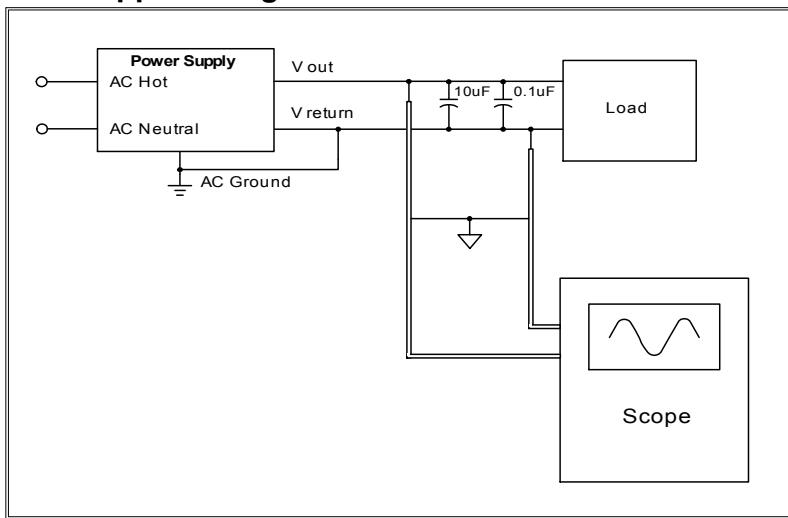 Power Supply
AC Hot
AC Neutral
V out
V return
AC Ground
10uF
0.1uF
Load
Scope